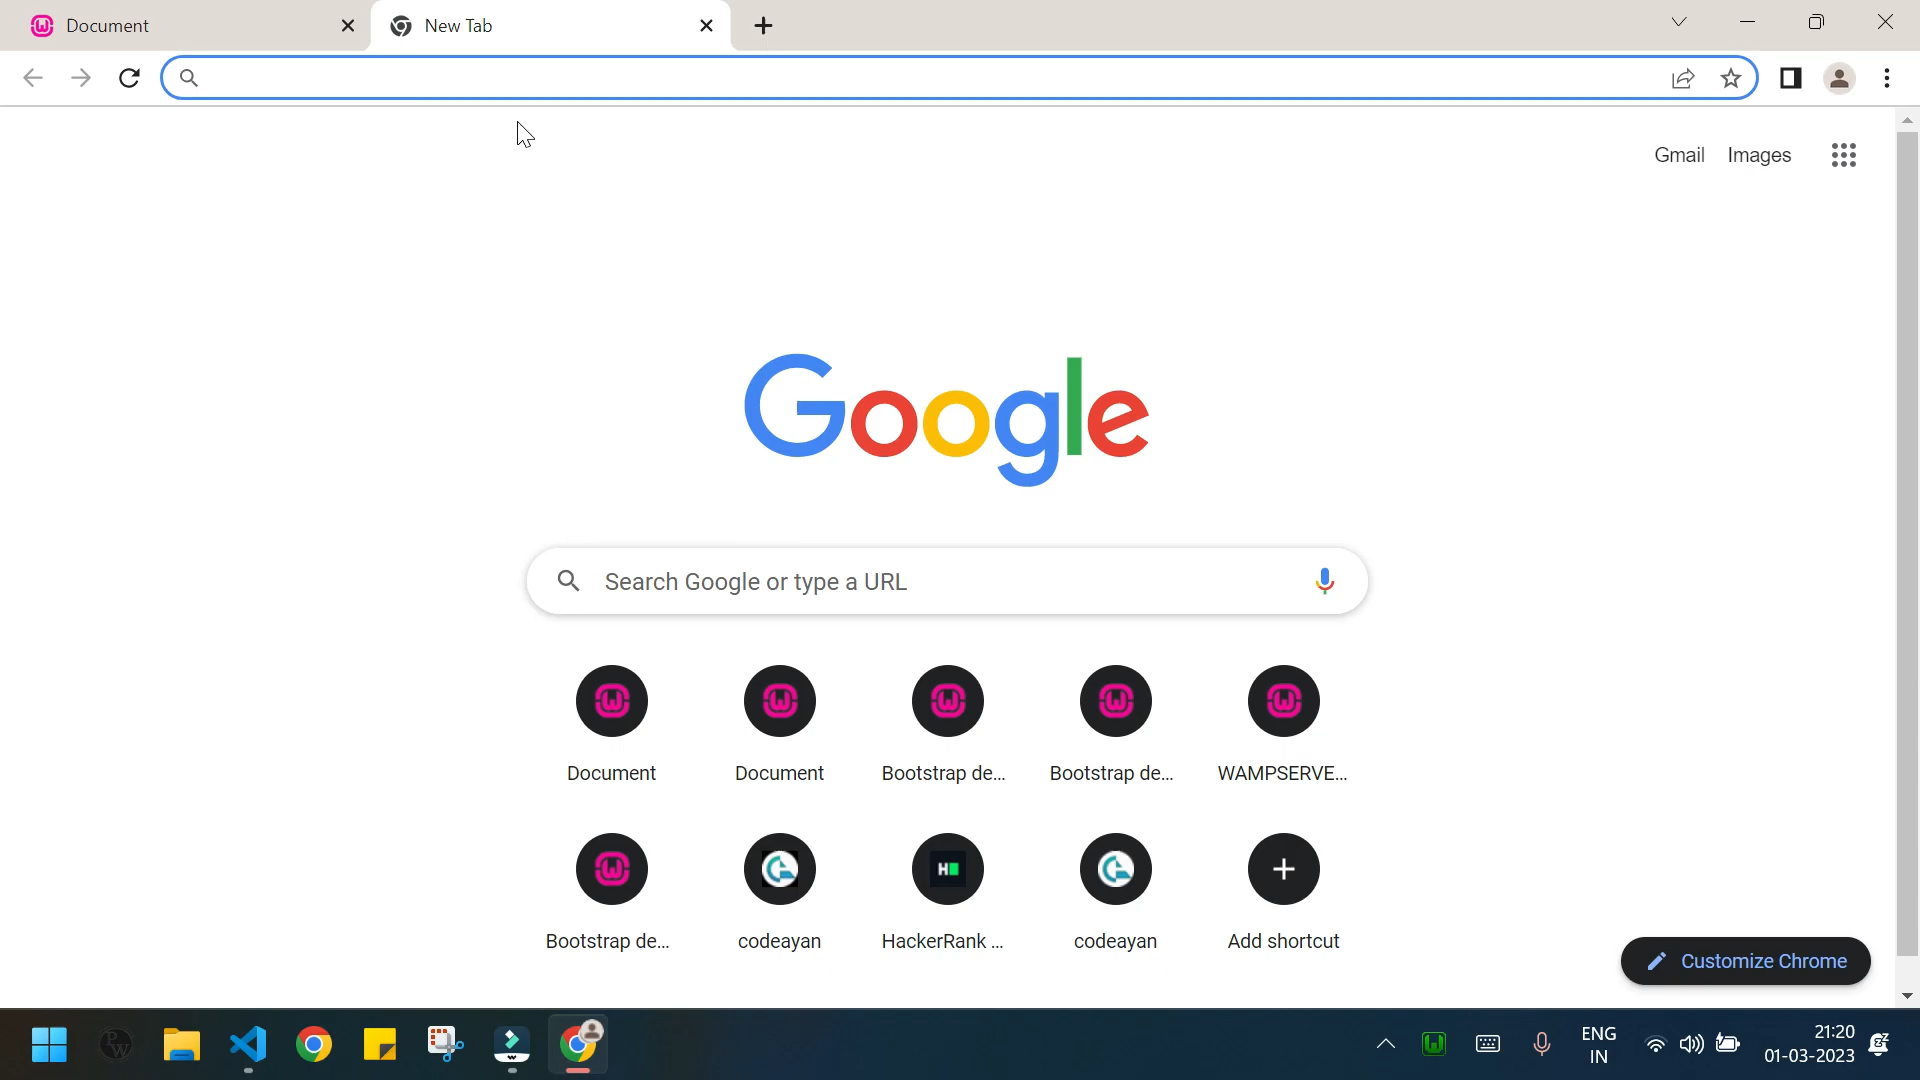 Document
New Tab
Gmail Images
Google
Search Google or type a URL
Document Document Bootstrap de... Bootstrap de... WAMPSERVE...
Bootstrap de... codeayan HackerRank ... codeayan Add shortcut
Customize Chrome
ENG
IN
21:20
01-03-2023